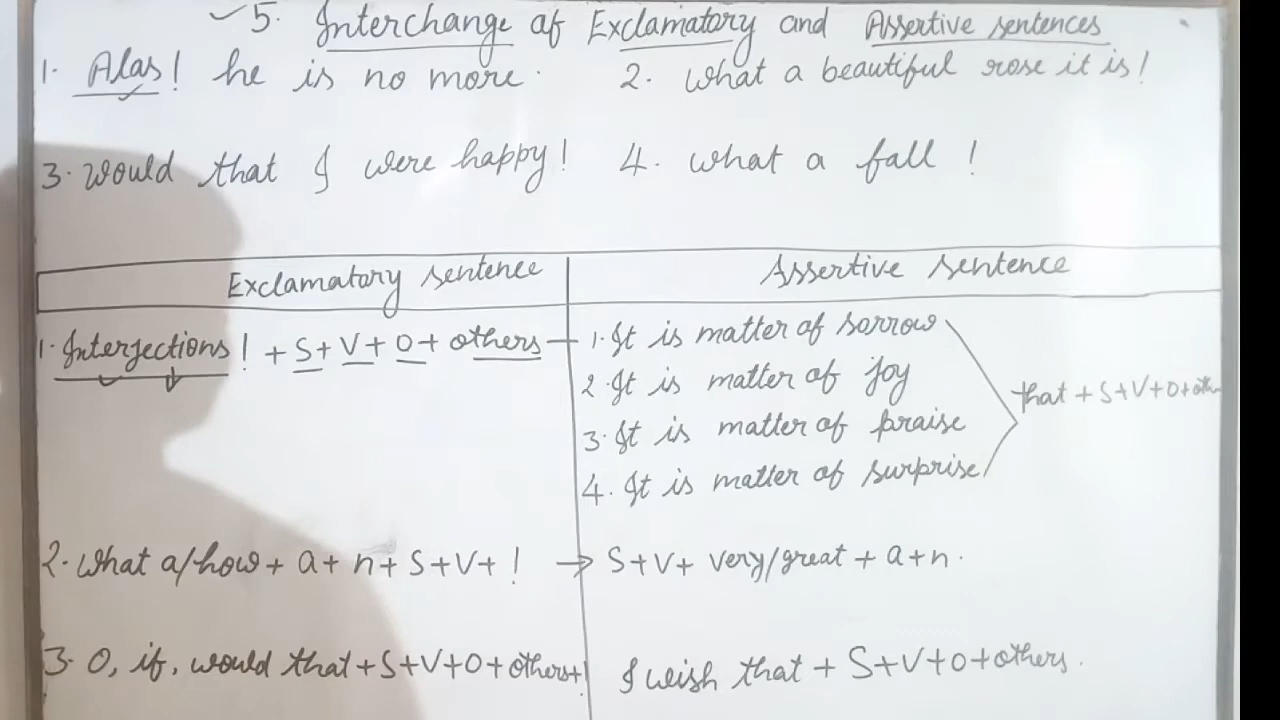 5. Interchange of Exclamatory and Assertive sentences
1. Alas! he is no more. 2. What a beautiful rose it is!
3. Would that I were happy! 4. What a fall!
Exclamatory sentence Assertive sentence
1. Interjections! + S+V+O+ others 1. It is matter of sorrow
2. It is matter of joy that + S+V+O+oth
3. It is matter of praise
4. It is matter of surprise
2. What a/how + a+n+S+V+! → S+V+ very/great + a+n.
3. O, if, would that+S+V+O+others+! I wish that + S+V+O+others.